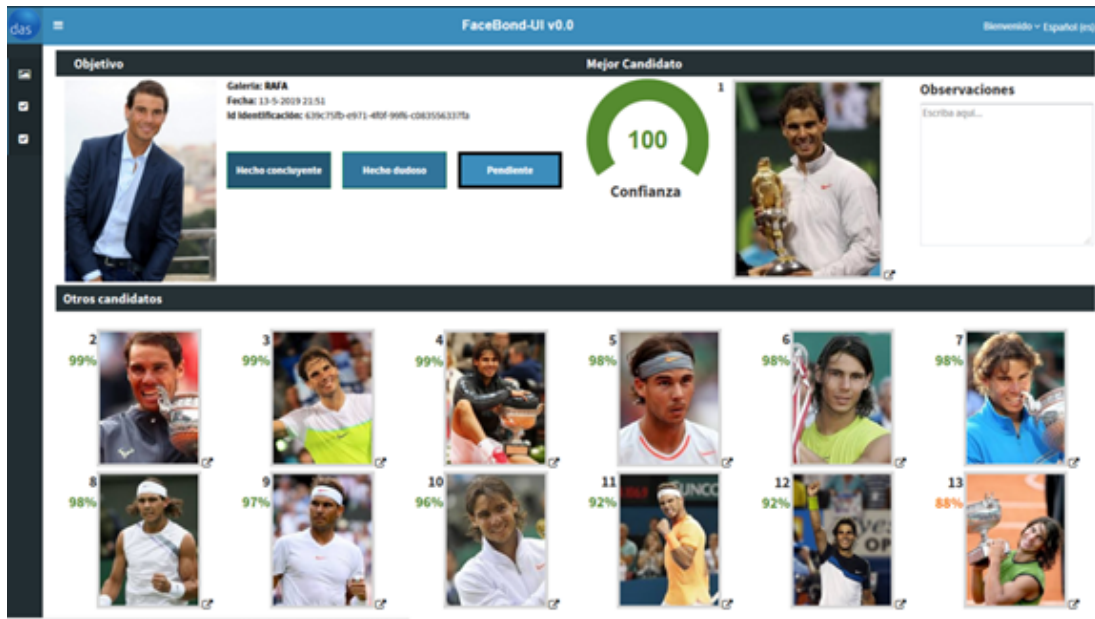 das
FaceBond-UI v0.0
Bienvenido
Español (es)
Objetivo
Mejor Candidato
Galería: RAFA
Fecha: 13-5-2019 21:51
Id Identificación: 639c75fb-e971-4f0f-99f6-c083556337fa
Hecho concluyente
Hecho dudoso
Pendiente
100
Confianza
1
Observaciones
Escriba aquí...
Otros candidatos
2
99%
3
99%
4
99%
5
98%
6
98%
7
98%
8
98%
9
97%
10
96%
11
92%
12
92%
13
88%